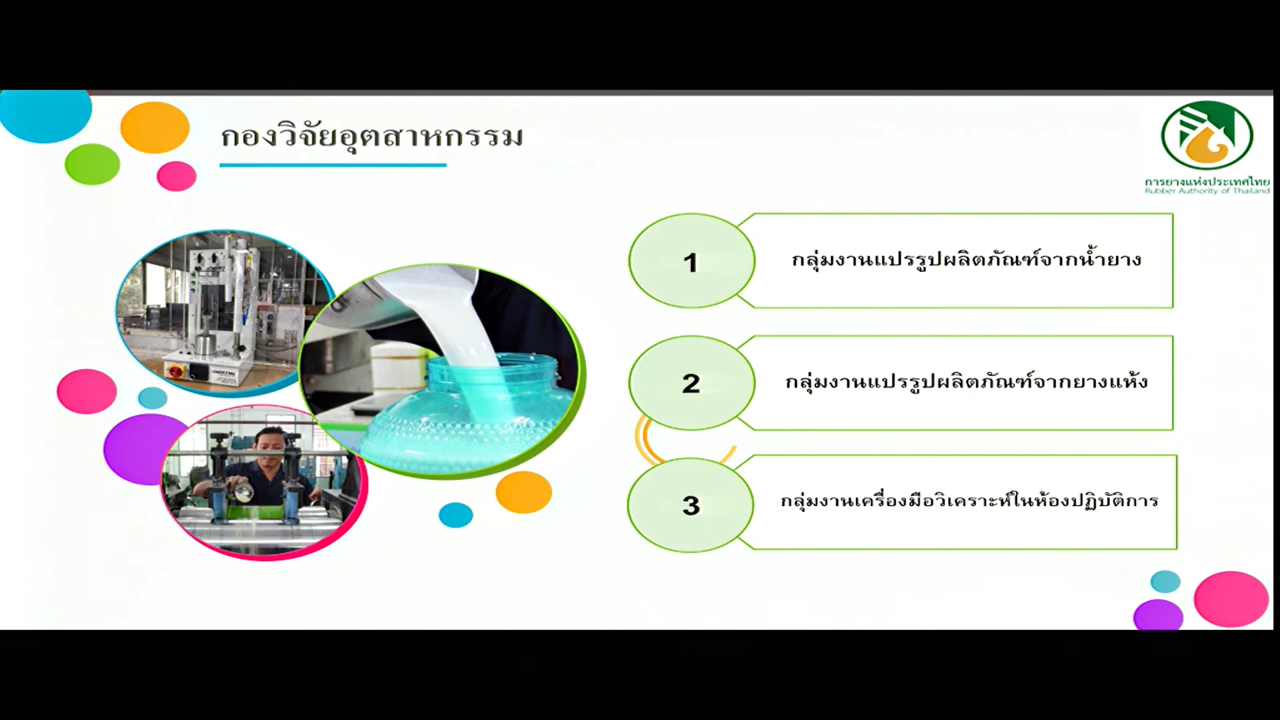 กองวิจัยอุตสาหกรรม
การยางแห่งประเทศไทย
Rubber Authority of Thailand
1
กลุ่มงานแปรรูปผลิตภัณฑ์จากน้ำยาง
2
กลุ่มงานแปรรูปผลิตภัณฑ์จากยางแห้ง
3
กลุ่มงานเครื่องมือวิเคราะห์ในห้องปฏิบัติการ